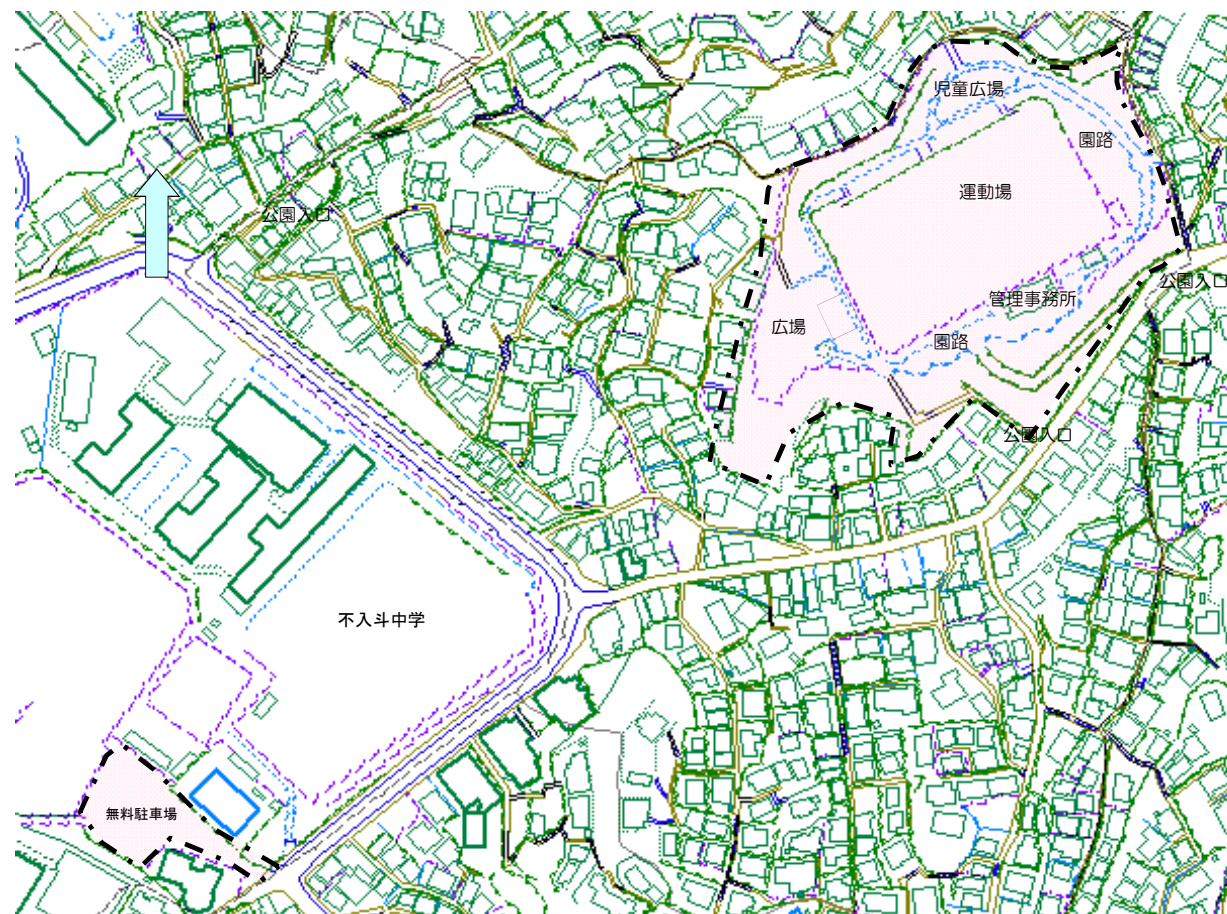 児童広場
園路
運動場
公園入口
公園入口
管理事務所
広場
園路
公園入口
不入斗中学
無料駐車場